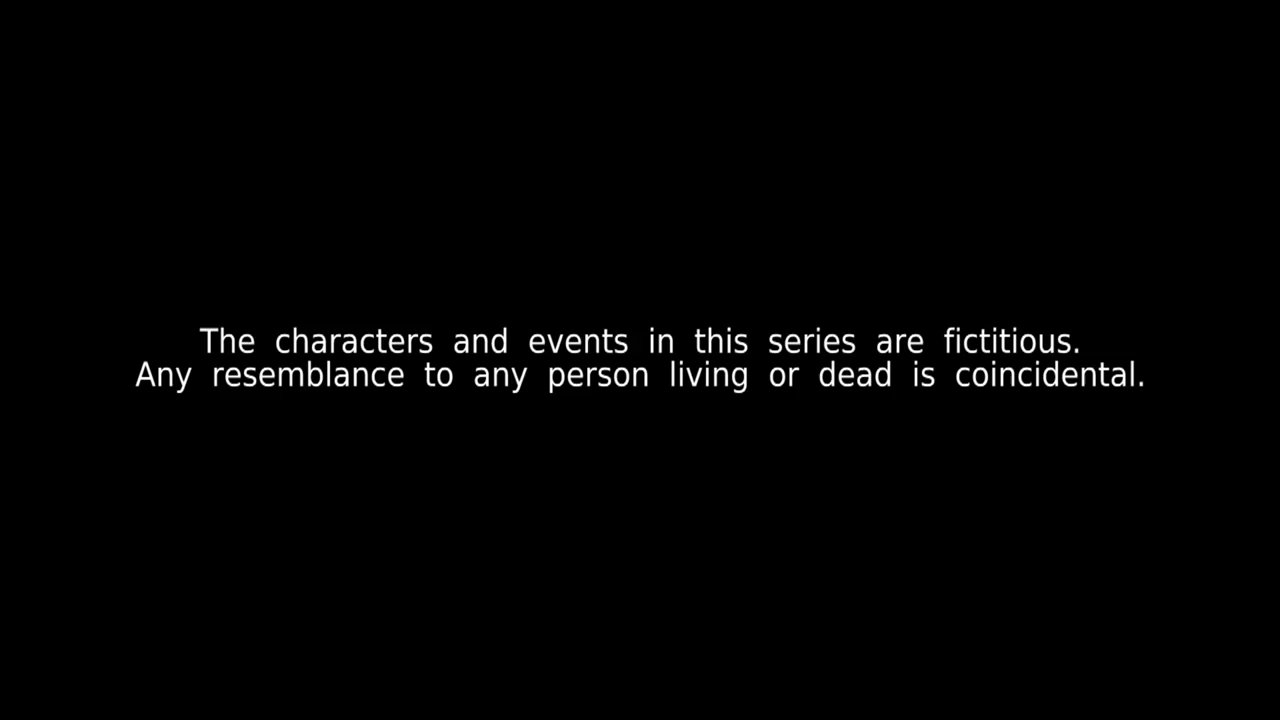 The characters and events in this series are fictitious.
Any resemblance to any person living or dead is coincidental.